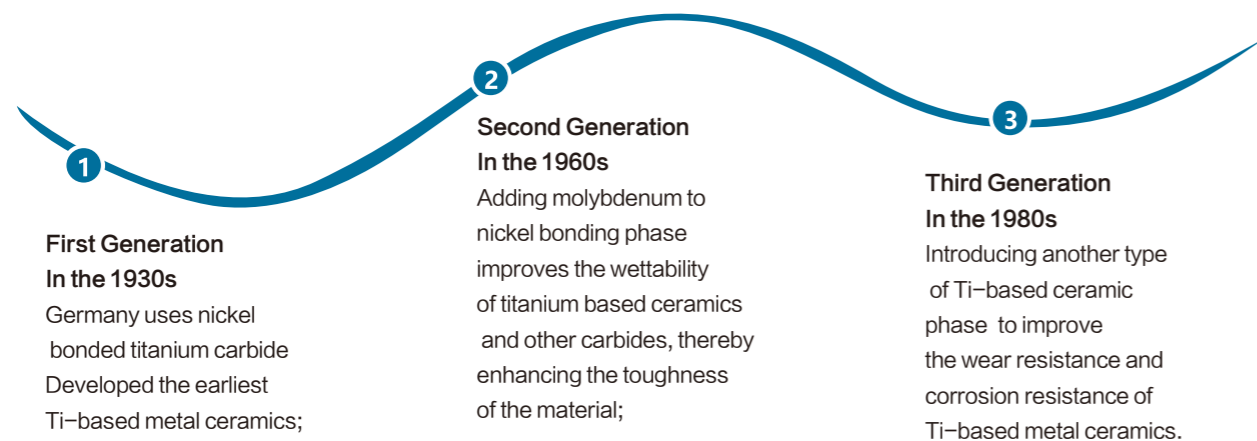 1
First Generation
In the 1930s
Germany uses nickel
bonded titanium carbide
Developed the earliest
Ti-based metal ceramics;
2
Second Generation
In the 1960s
Adding molybdenum to
nickel bonding phase
improves the wettability
of titanium based ceramics
and other carbides, thereby
enhancing the toughness
of the material;
3
Third Generation
In the 1980s
Introducing another type
of Ti-based ceramic
phase to improve
the wear resistance and
corrosion resistance of
Ti-based metal ceramics.